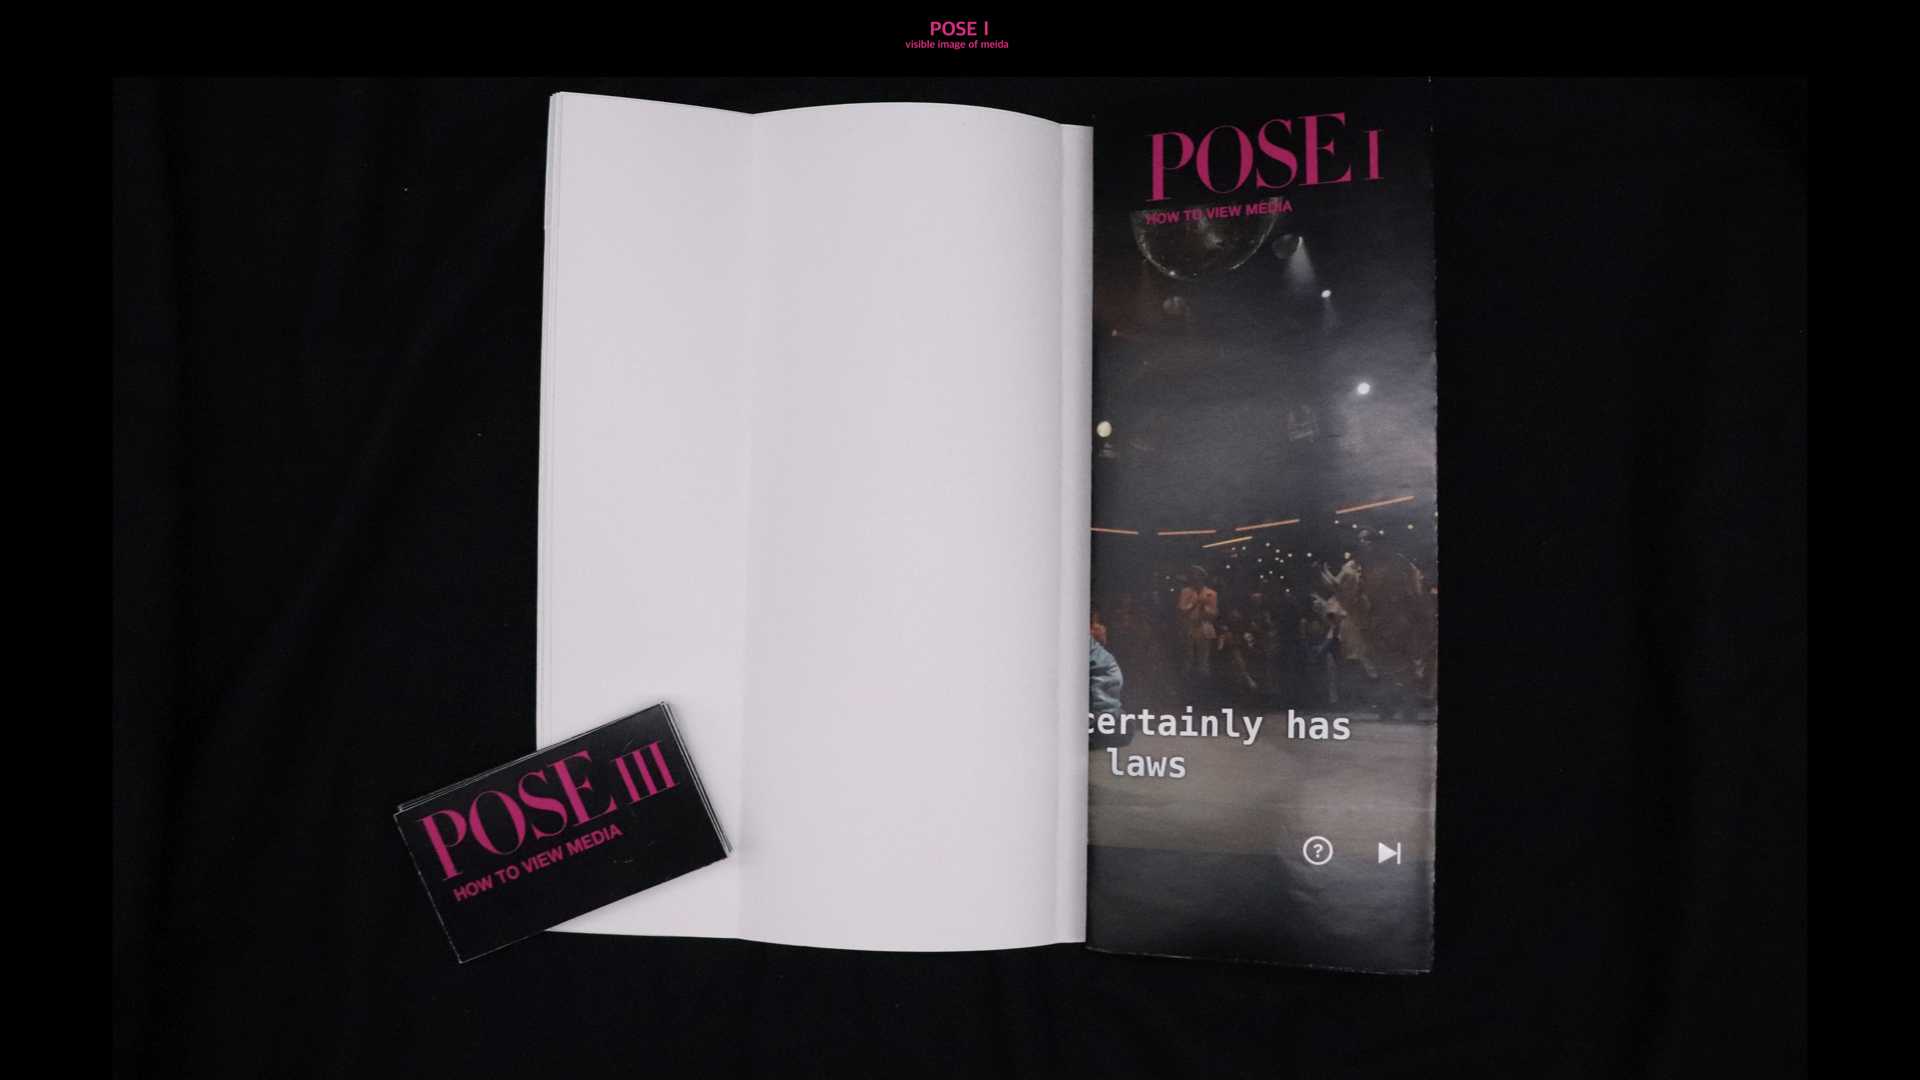 POSE I
visible image of meida
POSE I
HOW TO VIEW MEDIA
certainly has
laws
?
POSE III
HOW TO VIEW MEDIA